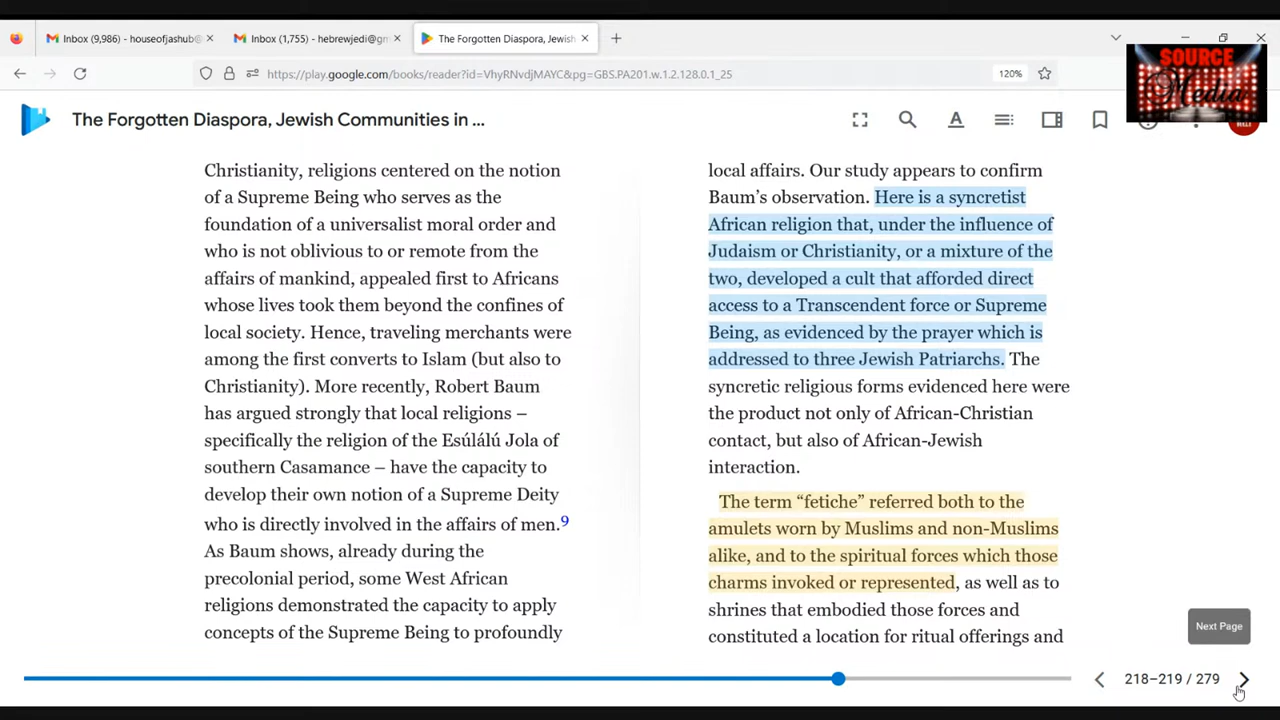 Inbox (9,986) - houseofjashub@
Inbox (1,755) - hebrewjedi@gm
The Forgotten Diaspora, Jewish
https://play.google.com/books/reader?id=VhyRNvdjMAYC&pg=GBS.PA201.w.1.2.128.0.1_25
120%
SOURCE
Media
The Forgotten Diaspora, Jewish Communities in ...
Christianity, religions centered on the notion
of a Supreme Being who serves as the
foundation of a universalist moral order and
who is not oblivious to or remote from the
affairs of mankind, appealed first to Africans
whose lives took them beyond the confines of
local society. Hence, traveling merchants were
among the first converts to Islam (but also to
Christianity). More recently, Robert Baum
has argued strongly that local religions –
specifically the religion of the Esúlálú Jola of
southern Casamance – have the capacity to
develop their own notion of a Supreme Deity
who is directly involved in the affairs of men.9
As Baum shows, already during the
precolonial period, some West African
religions demonstrated the capacity to apply
concepts of the Supreme Being to profoundly
local affairs. Our study appears to confirm
Baum's observation. Here is a syncretist
African religion that, under the influence of
Judaism or Christianity, or a mixture of the
two, developed a cult that afforded direct
access to a Transcendent force or Supreme
Being, as evidenced by the prayer which is
addressed to three Jewish Patriarchs. The
syncretic religious forms evidenced here were
the product not only of African-Christian
contact, but also of African-Jewish
interaction.
The term “fetiche” referred both to the
amulets worn by Muslims and non-Muslims
alike, and to the spiritual forces which those
charms invoked or represented, as well as to
shrines that embodied those forces and
constituted a location for ritual offerings and
Next Page
218–219 / 279